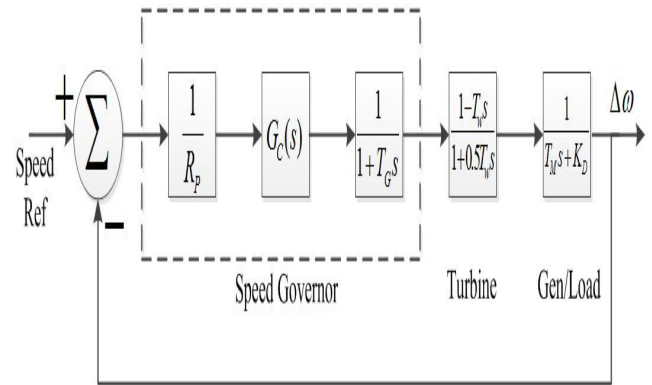 +
Σ
−
Speed
Ref
1
R_P
G_C(s)
1
1+T_G s
1−T_w s
1+0.5T_w s
1
T_M s+K_D
Δω
Speed Governor
Turbine
Gen/Load